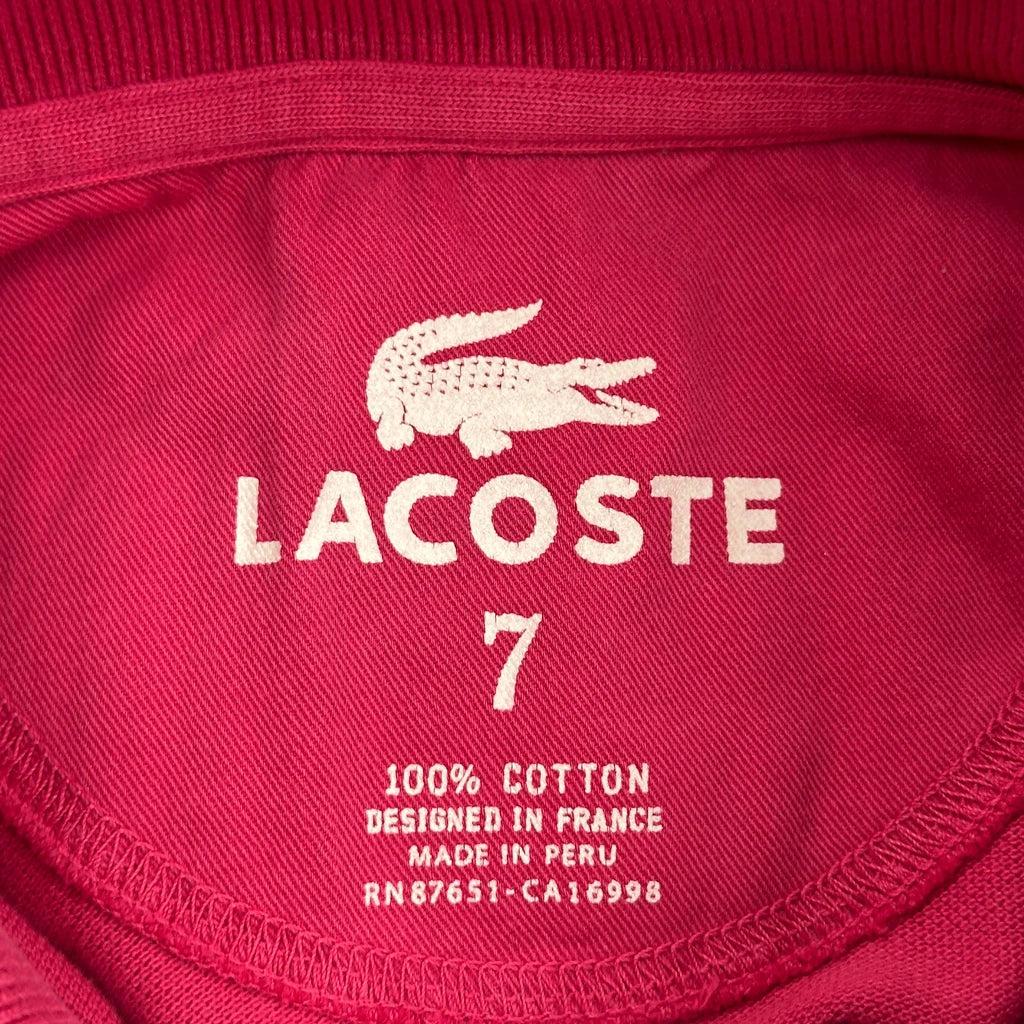 LACOSTE
7
100% COTTON
DESIGNED IN FRANCE
MADE IN PERU
RN87651-CA16998